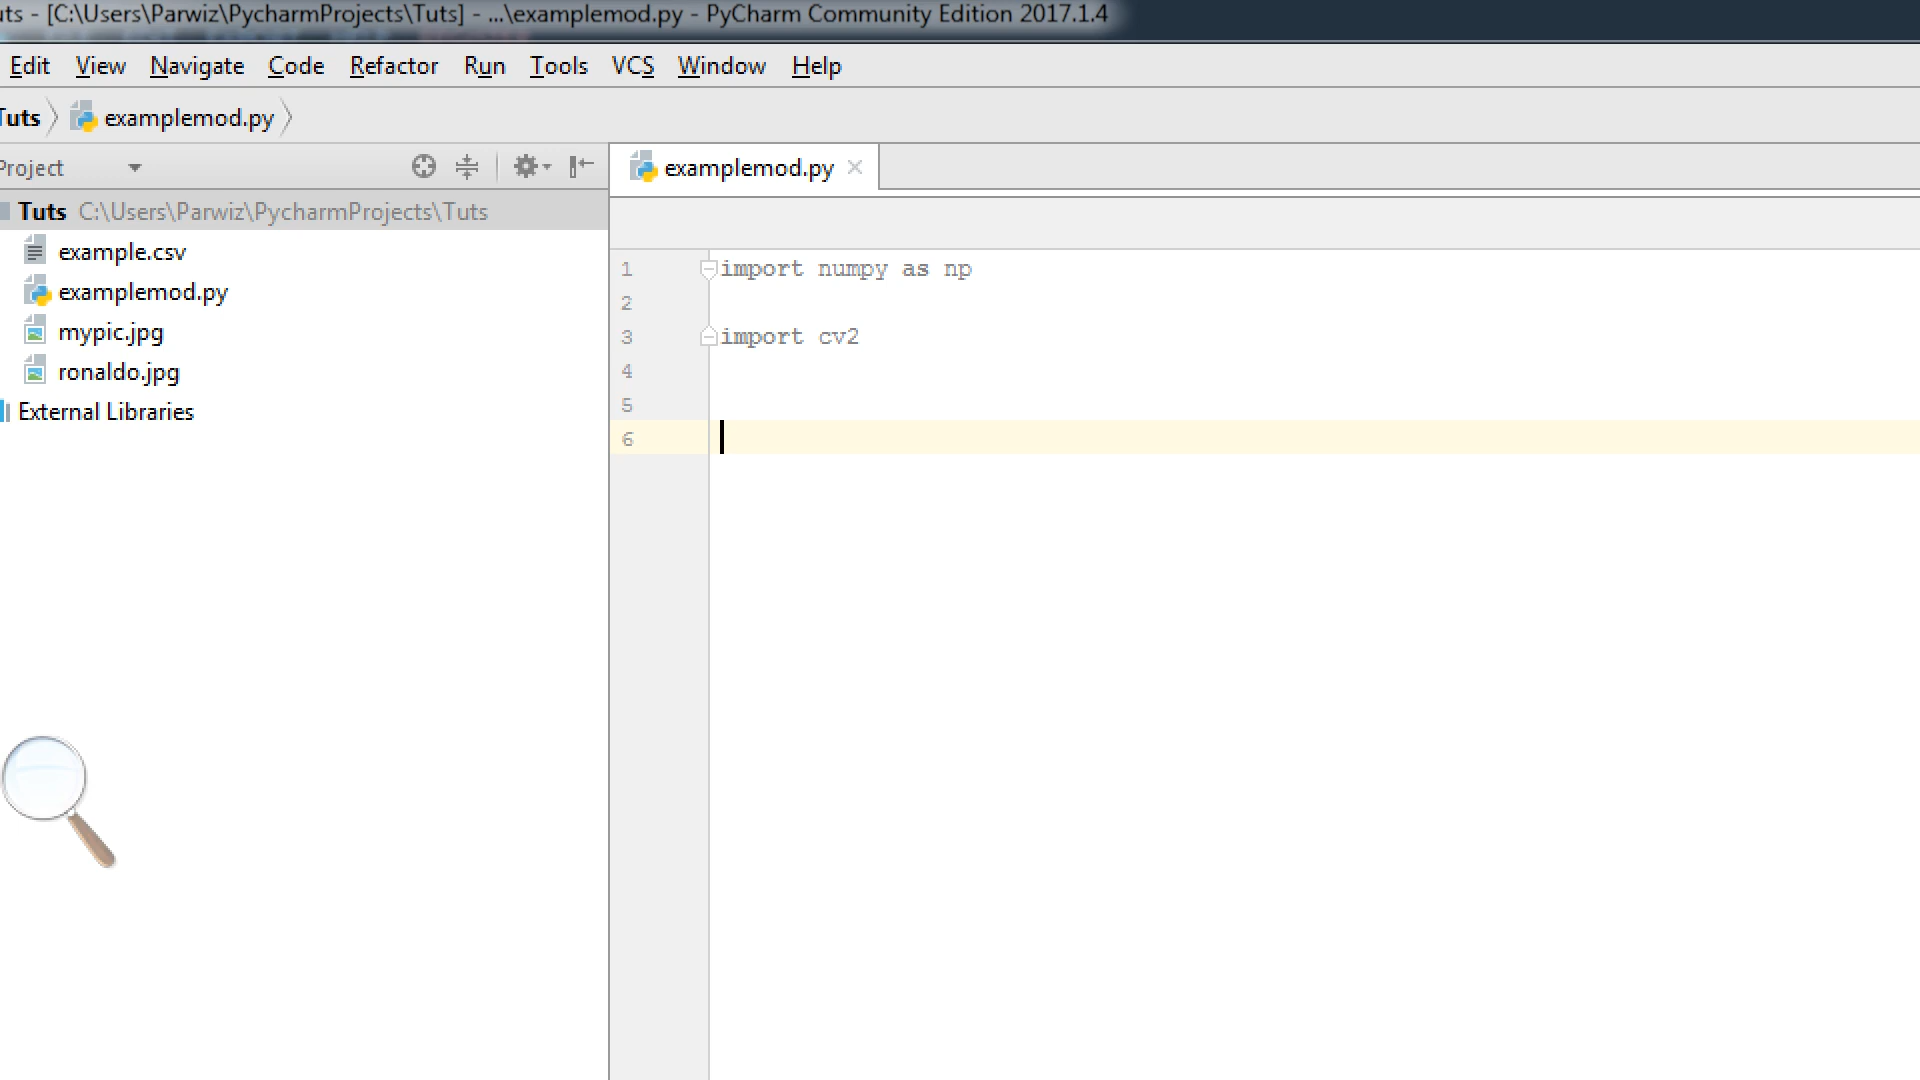 uts - [C:\Users\Parwiz\PycharmProjects\Tuts] - ...\examplemod.py - PyCharm Community Edition 2017.1.4
Edit View Navigate Code Refactor Run Tools VCS Window Help
Tuts examplemod.py
Project
examplemod.py
Tuts C:\Users\Parwiz\PycharmProjects\Tuts
example.csv
examplemod.py
mypic.jpg
ronaldo.jpg
External Libraries
1 import numpy as np
2
3 import cv2
4
5
6